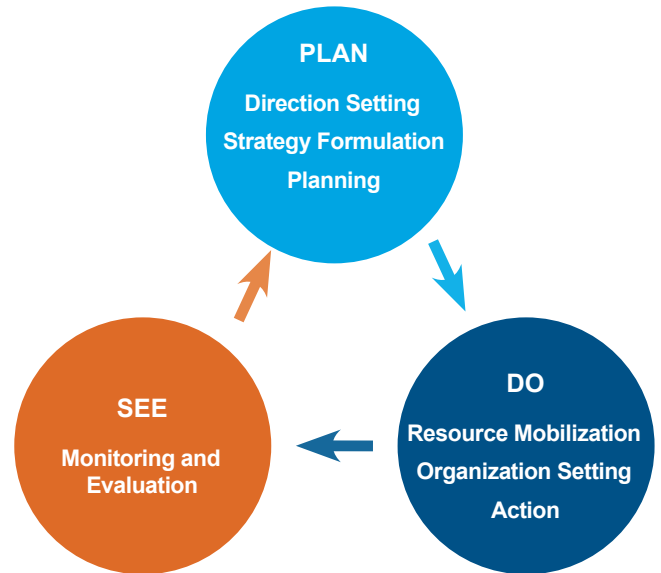 PLAN
Direction Setting
Strategy Formulation
Planning
DO
Resource Mobilization
Organization Setting
Action
SEE
Monitoring and
Evaluation